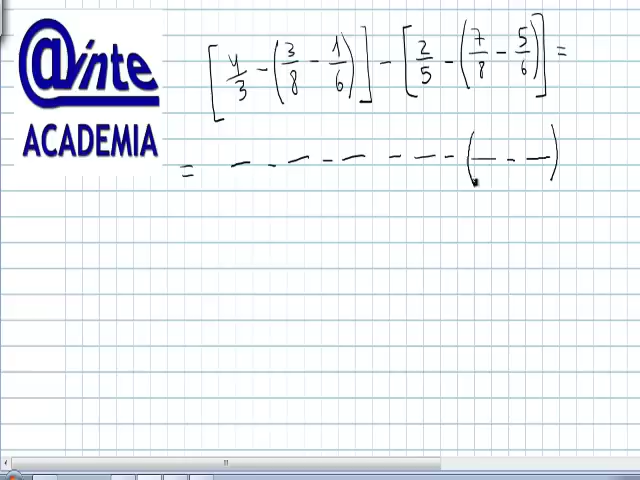 @inte
ACADEMIA
[4/3 - (3/8 - 1/6)] - [2/5 - (7/8 - 5/6)] =
= — - — - — - — - (— - —)